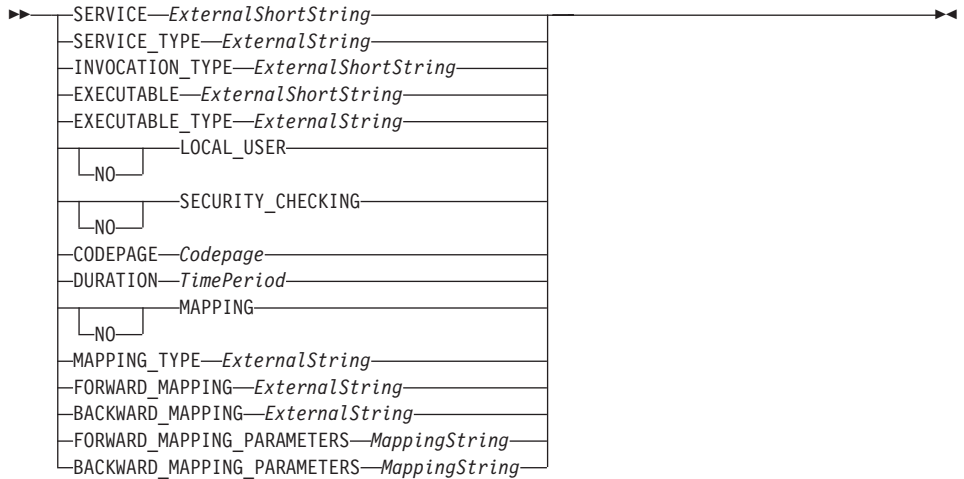 SERVICE ExternalShortString
SERVICE_TYPE ExternalString
INVOCATION_TYPE ExternalShortString
EXECUTABLE ExternalShortString
EXECUTABLE_TYPE ExternalString
LOCAL_USER
NO
SECURITY_CHECKING
NO
CODEPAGE Codepage
DURATION TimePeriod
MAPPING
NO
MAPPING_TYPE ExternalString
FORWARD_MAPPING ExternalString
BACKWARD_MAPPING ExternalString
FORWARD_MAPPING_PARAMETERS MappingString
BACKWARD_MAPPING_PARAMETERS MappingString